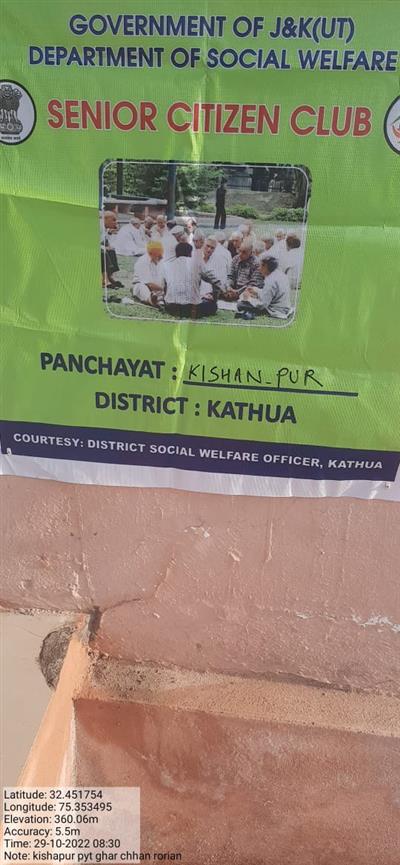 GOVERNMENT OF J&K(UT)
DEPARTMENT OF SOCIAL WELFARE
SENIOR CITIZEN CLUB
PANCHAYAT : KISHAN_PUR
DISTRICT : KATHUA
COURTESY: DISTRICT SOCIAL WELFARE OFFICER, KATHUA
Latitude: 32.451754
Longitude: 75.353495
Elevation: 360.06m
Accuracy: 5.5m
Time: 29-10-2022 08:30
Note: kishapur pyt ghar chhan rorian